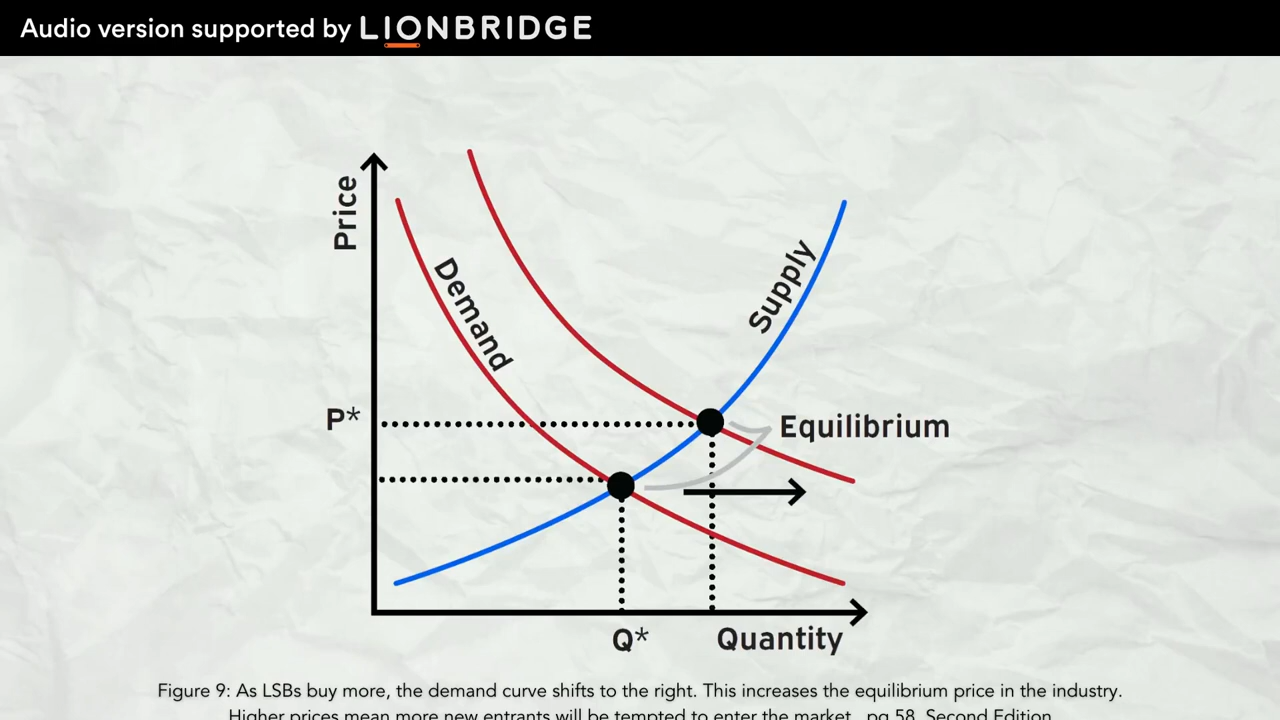 Audio version supported by LIONBRIDGE
Price
Demand
Supply
P*
Equilibrium
Q*
Quantity
Figure 9: As LSBs buy more, the demand curve shifts to the right. This increases the equilibrium price in the industry.
Higher prices mean more new entrants will be tempted to enter the market. pg 58, Second Edition